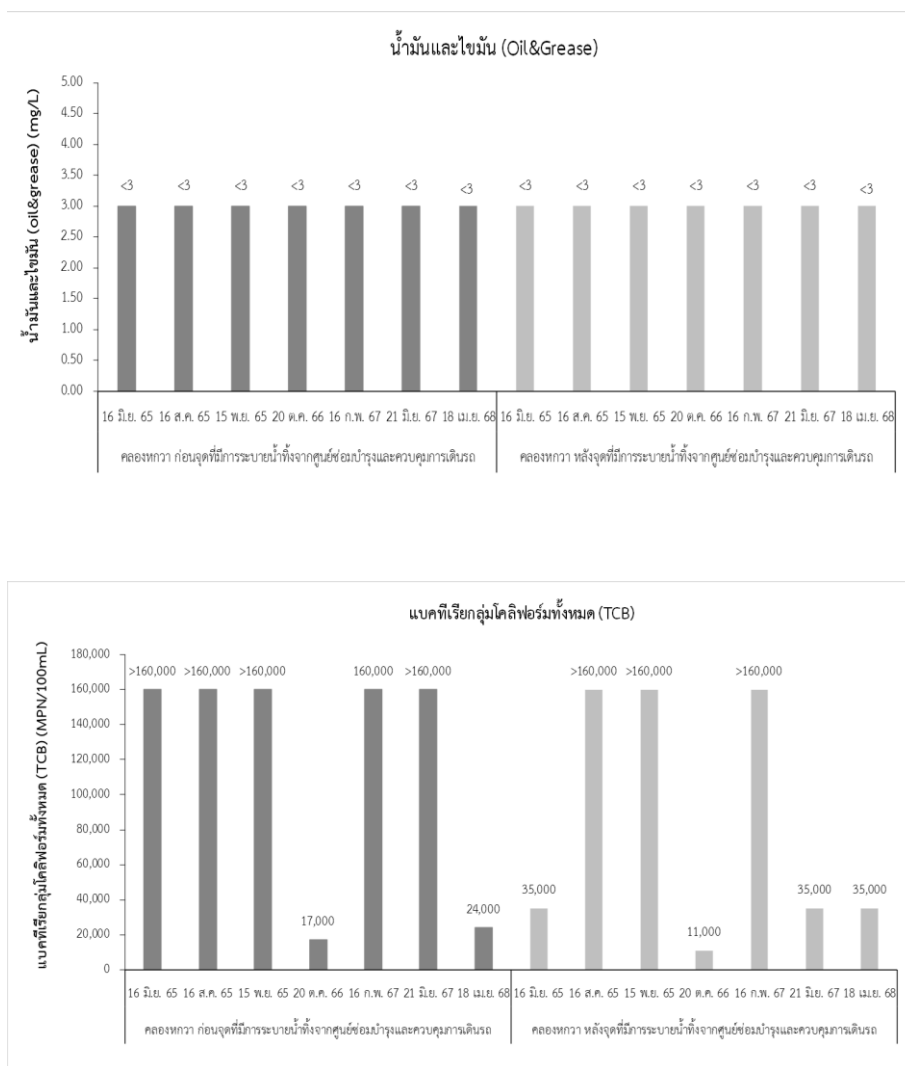 น้ำมันและไขมัน (Oil&Grease)
น้ำมันและไขมัน (oil&grease) (mg/L)
5.00
4.50
4.00
3.50
3.00
2.50
2.00
1.50
1.00
0.50
0.00
<3 <3 <3 <3 <3 <3 <3 <3 <3 <3 <3 <3 <3 <3
16 มิ.ย. 65 16 ส.ค. 65 15 พ.ย. 65 20 ต.ค. 66 16 ก.พ. 67 21 มิ.ย. 67 18 เม.ย. 68 16 มิ.ย. 65 16 ส.ค. 65 15 พ.ย. 65 20 ต.ค. 66 16 ก.พ. 67 21 มิ.ย. 67 18 เม.ย. 68
คลองหกวา ก่อนจุดที่มีการระบายน้ำทิ้งจากศูนย์ซ่อมบำรุงและควบคุมการเดินรถ คลองหกวา หลังจุดที่มีการระบายน้ำทิ้งจากศูนย์ซ่อมบำรุงและควบคุมการเดินรถ
แบคทีเรียกลุ่มโคลิฟอร์มทั้งหมด (TCB)
แบคทีเรียกลุ่มโคลิฟอร์มทั้งหมด (TCB) (MPN/100mL)
180,000
160,000
140,000
120,000
100,000
80,000
60,000
40,000
20,000
0
>160,000 >160,000 >160,000 17,000 160,000 >160,000 24,000 35,000 >160,000 >160,000 11,000 >160,000 35,000 35,000
16 มิ.ย. 65 16 ส.ค. 65 15 พ.ย. 65 20 ต.ค. 66 16 ก.พ. 67 21 มิ.ย. 67 18 เม.ย. 68 16 มิ.ย. 65 16 ส.ค. 65 15 พ.ย. 65 20 ต.ค. 66 16 ก.พ. 67 21 มิ.ย. 67 18 เม.ย. 68
คลองหกวา ก่อนจุดที่มีการระบายน้ำทิ้งจากศูนย์ซ่อมบำรุงและควบคุมการเดินรถ คลองหกวา หลังจุดที่มีการระบายน้ำทิ้งจากศูนย์ซ่อมบำรุงและควบคุมการเดินรถ